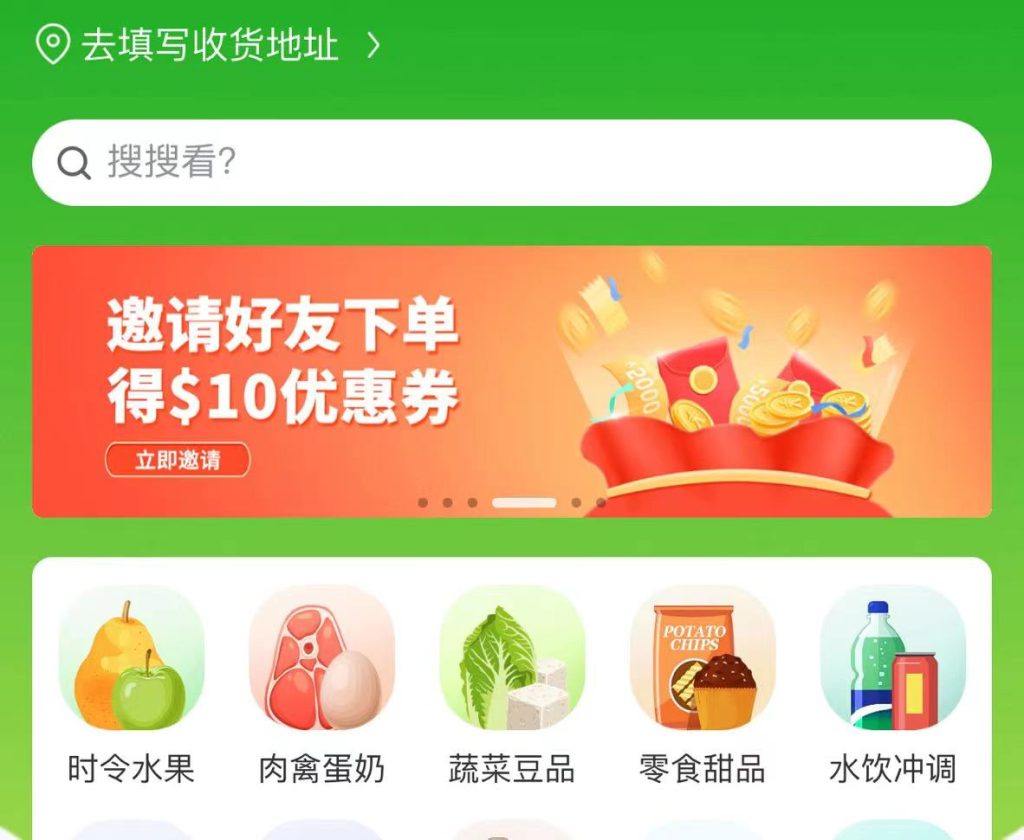 去填写收货地址
搜搜看?
邀请好友下单
得$10优惠券
立即邀请
2000
5000
POTATO
CHIPS
时令水果
肉禽蛋奶
蔬菜豆品
零食甜品
水饮冲调